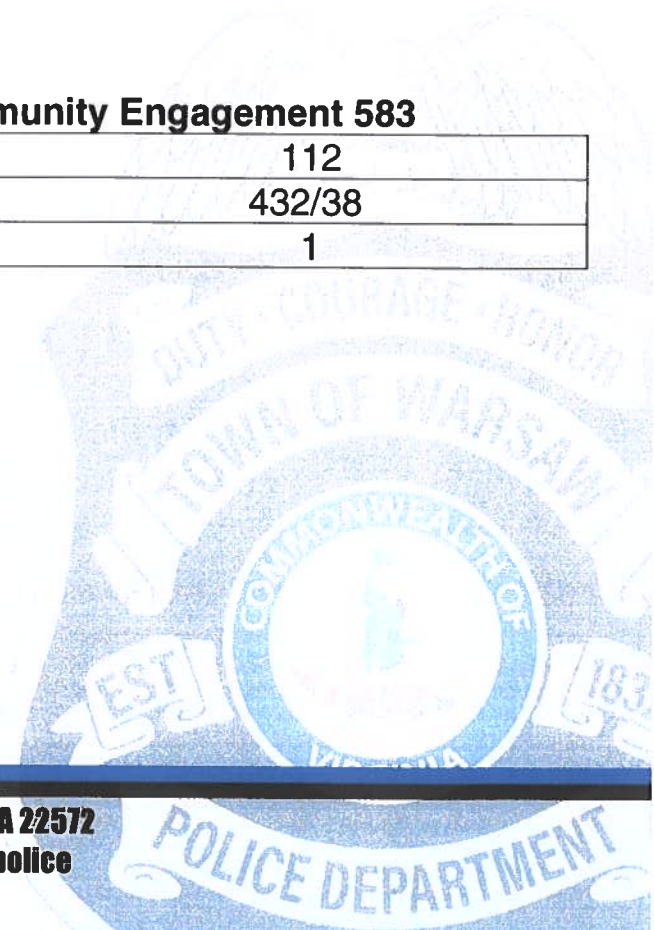 munity Engagement 583
112
432/38
1
DUTY · COURAGE · HONOR
TOWN OF WARSAW
COMMONWEALTH OF
EST 183
VIRGINIA
A 22572
police
POLICE DEPARTMENT